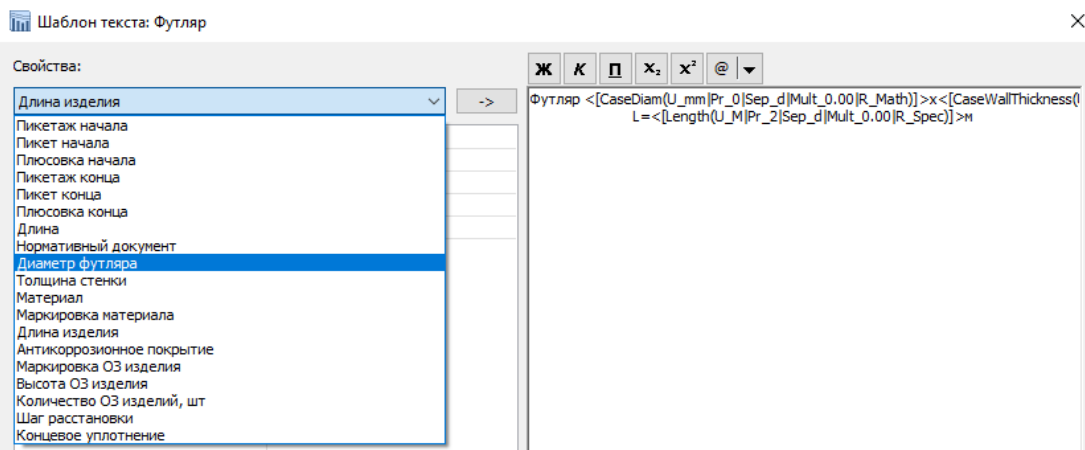 Шаблон текста: Футляр
Свойства:
Ж К П x₂ x² @
Длина изделия
->
Футляр <[CaseDiam(U_mm|Pr_0|Sep_d|Mult_0.00|R_Math)]>x<[CaseWallThickness(
L=<[Length(U_M|Pr_2|Sep_d|Mult_0.00|R_Spec)]>м
Пикетаж начала
Пикет начала
Плюсовка начала
Пикетаж конца
Пикет конца
Плюсовка конца
Длина
Нормативный документ
Диаметр футляра
Толщина стенки
Материал
Маркировка материала
Длина изделия
Антикоррозионное покрытие
Маркировка ОЗ изделия
Высота ОЗ изделия
Количество ОЗ изделий, шт
Шаг расстановки
Концевое уплотнение